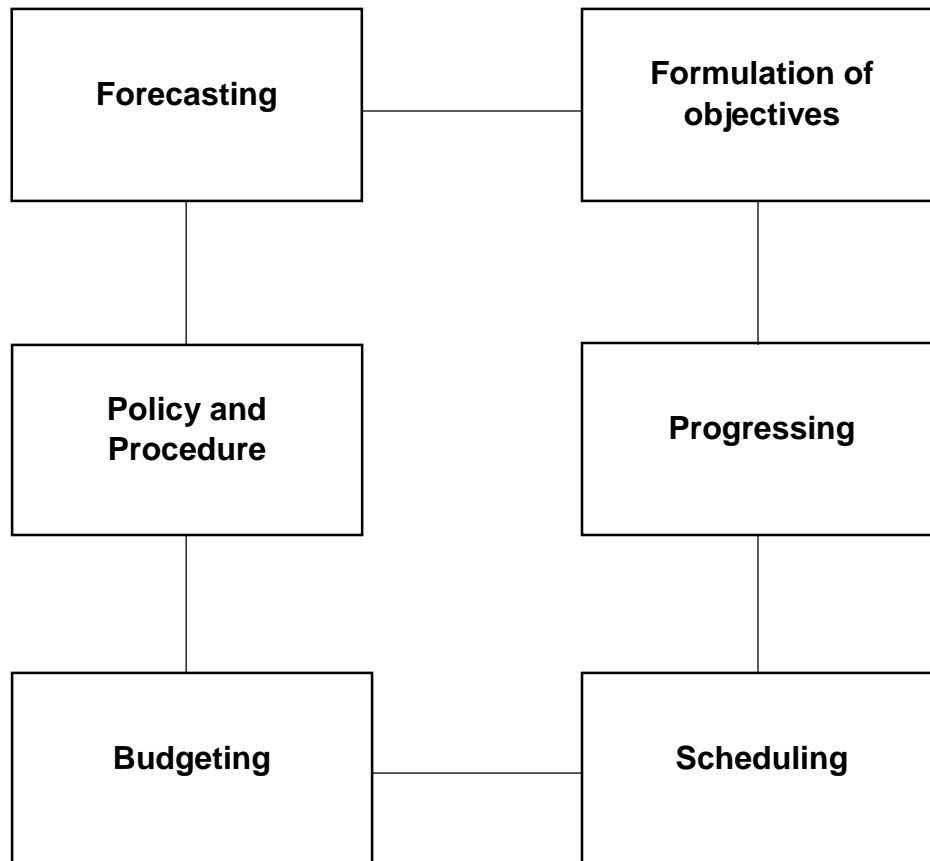 Forecasting
Formulation of
objectives
Policy and
Procedure
Progressing
Budgeting
Scheduling